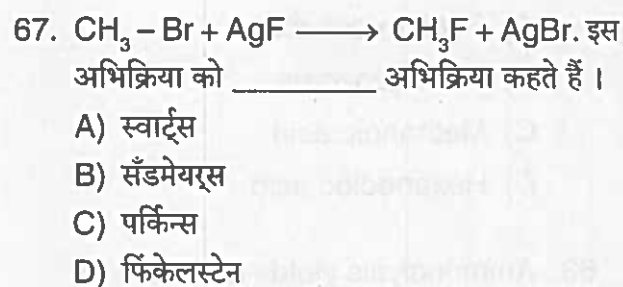 67. CH₃ – Br + AgF ⟶ CH₃F + AgBr. इस
अभिक्रिया को ________ अभिक्रिया कहते हैं ।
A) स्वार्ट्स
B) सँडमेयर्स
C) पर्किन्स
D) फिंकेलस्टेन